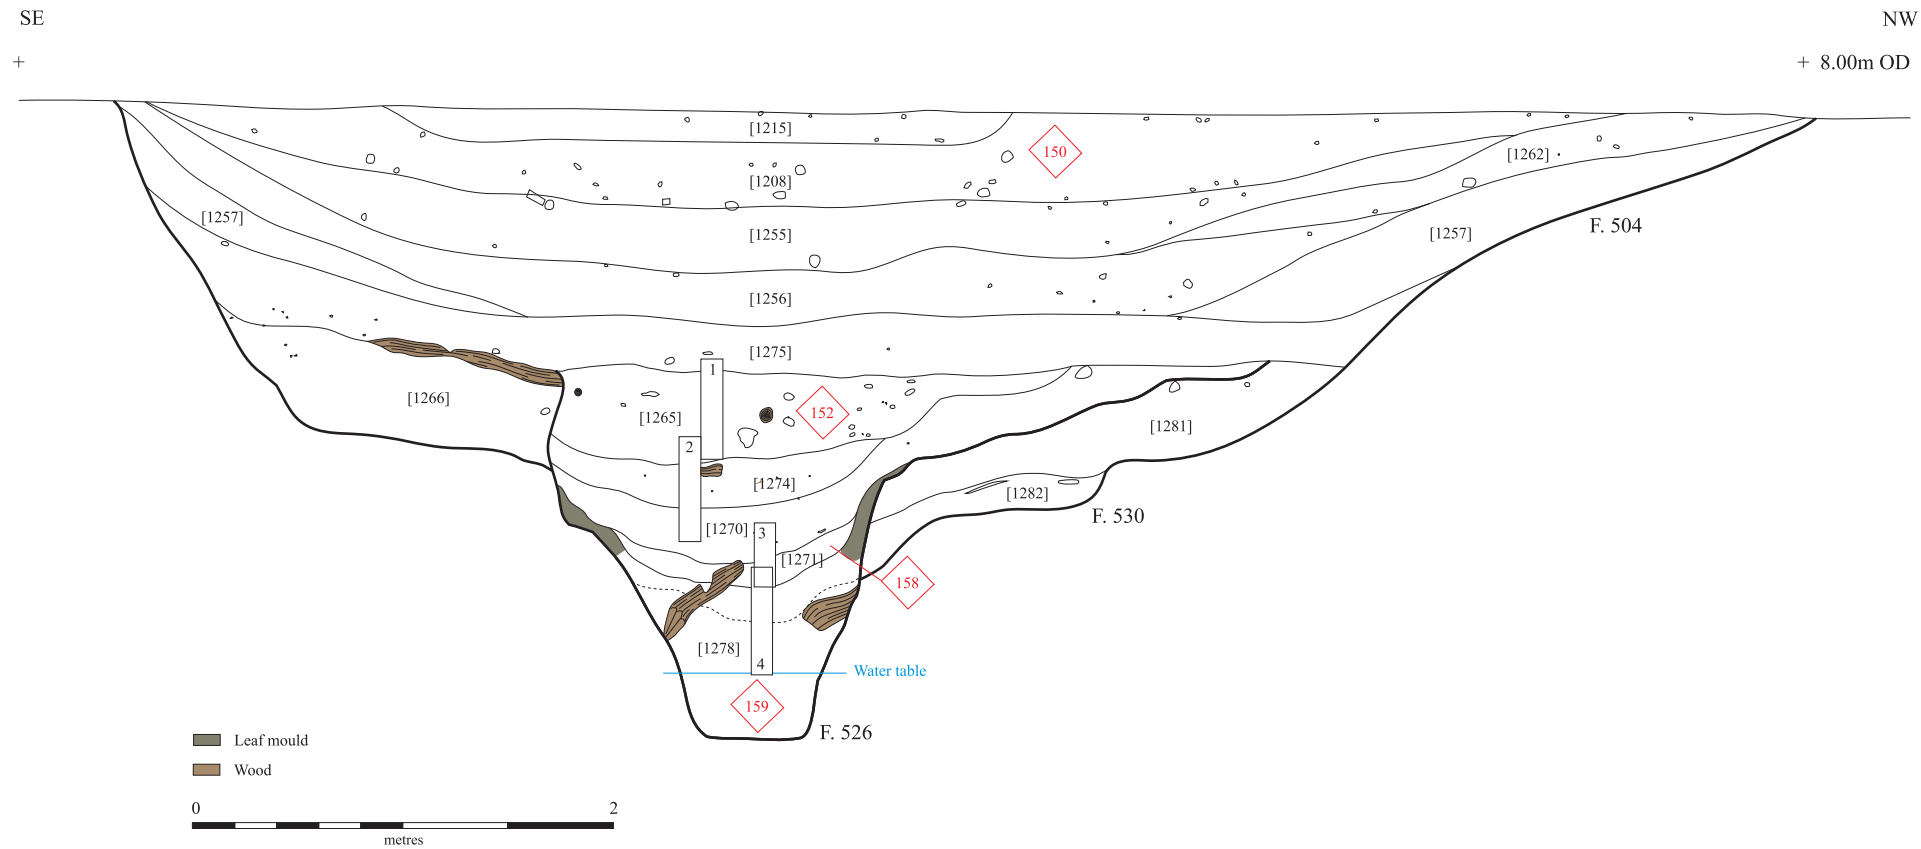 SE
NW
+
+ 8.00m OD
[1215]
150
[1262]
[1208]
[1257]
F. 504
[1255]
[1257]
[1256]
[1275]
1
[1266]
[1265]
152
[1281]
2
[1274]
[1282]
F. 530
[1270]
3
[1271]
158
[1278]
4
Water table
159
F. 526
Leaf mould
Wood
0
2
metres